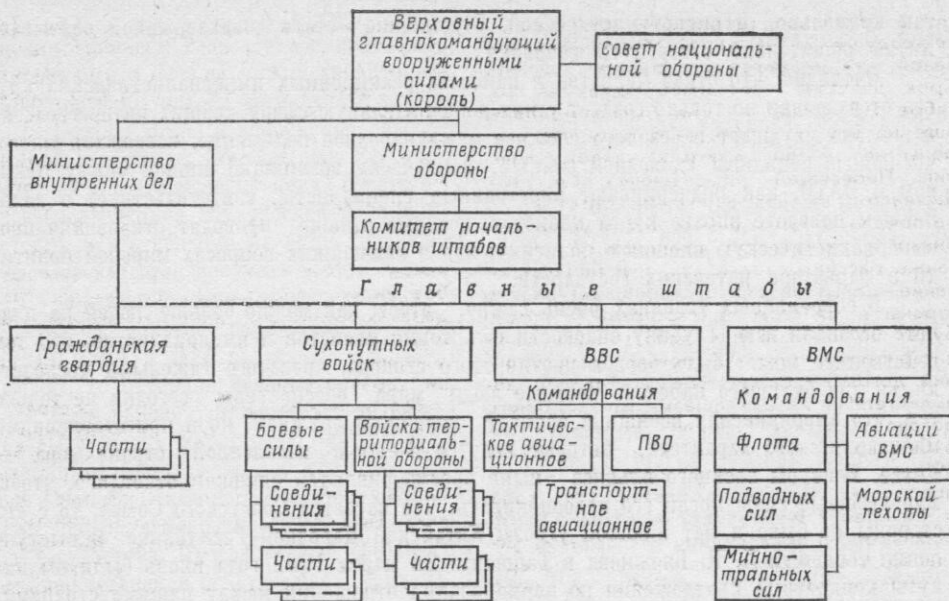 Верховный
главнокомандующий
вооруженными
силами
(король)
Совет националь-
ной обороны
Министерство
внутренних дел
Министерство
обороны
Комитет началь-
ников штабов
Главные штабы
Гражданская
гвардия
Сухопутных
войск
ВВС
ВМС
Части
Боевые
силы
Войска тер-
риториаль-
ной обороны
Соеди-
нения
Соеди-
нения
Части
Части
Командования
Тактичес-
кое авиа-
ционное
ПВО
Транспорт-
ное
авиационное
Командования
Флота
Авиации
ВМС
Подводных
сил
Морской
пехоты
Минно-
тральных
сил